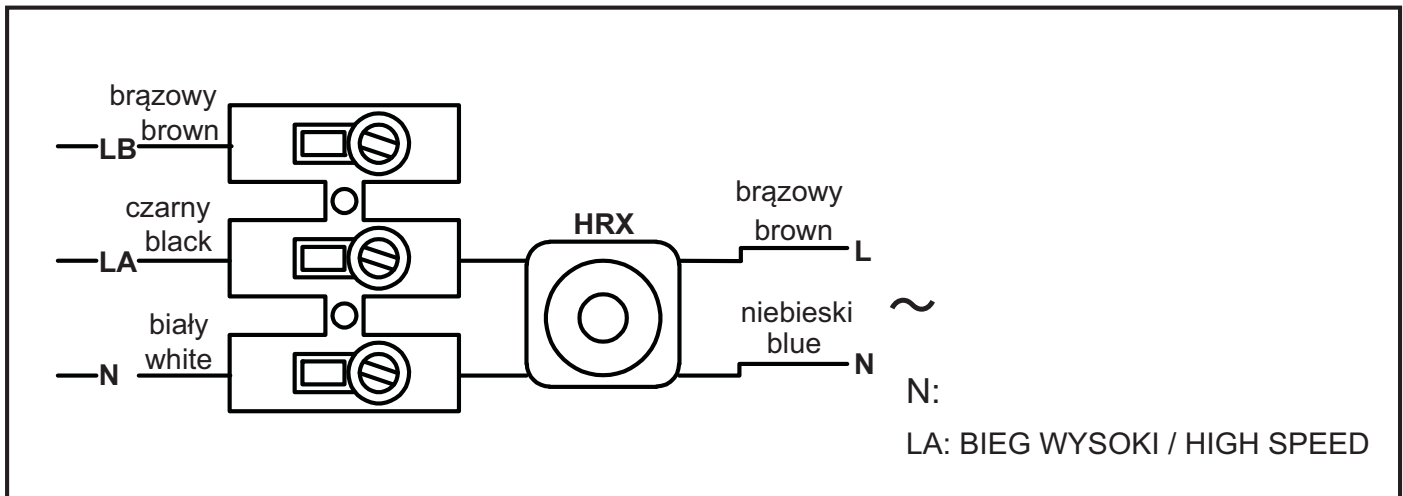 brązowy
brown
LB
czarny
black
LA
biały
white
N
HRX
brązowy
brown
L
niebieski
blue
N
~
N:
LA: BIEG WYSOKI / HIGH SPEED